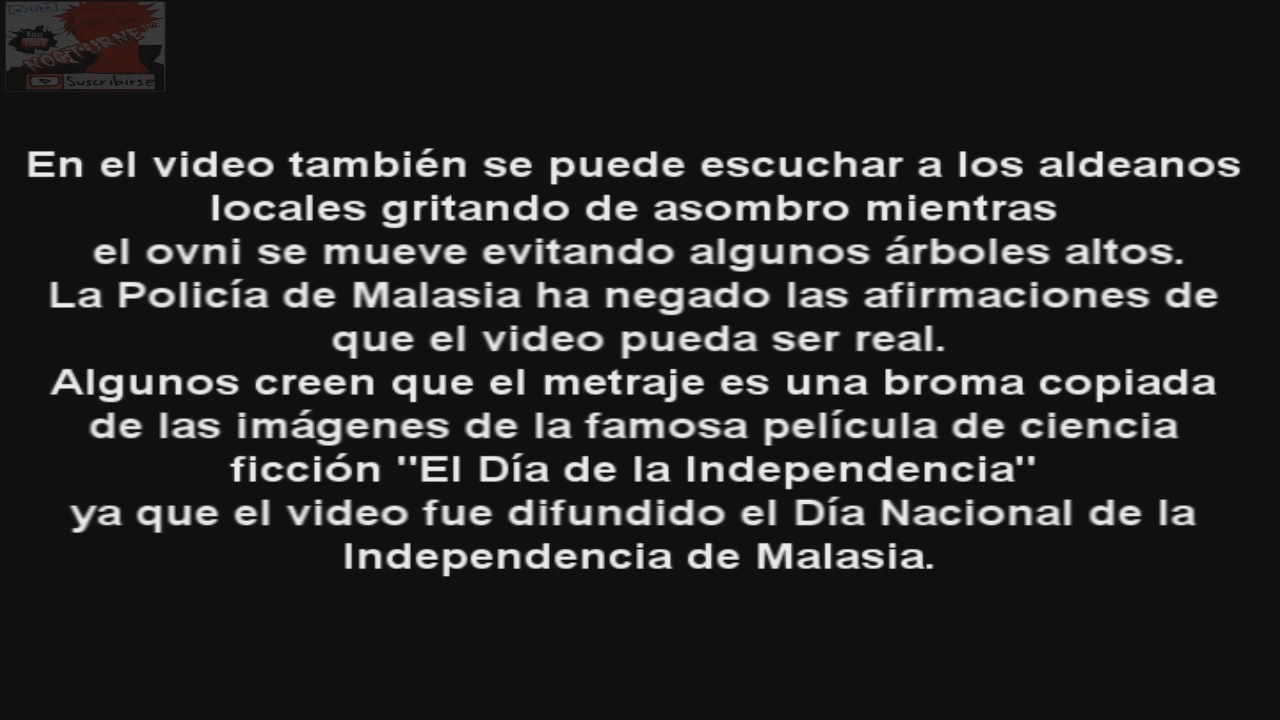 LIKE
You
Tube
NOCTURNE
Suscribirse
En el video también se puede escuchar a los aldeanos
locales gritando de asombro mientras
el ovni se mueve evitando algunos árboles altos.
La Policía de Malasia ha negado las afirmaciones de
que el video pueda ser real.
Algunos creen que el metraje es una broma copiada
de las imágenes de la famosa película de ciencia
ficción "El Día de la Independencia"
ya que el video fue difundido el Día Nacional de la
Independencia de Malasia.